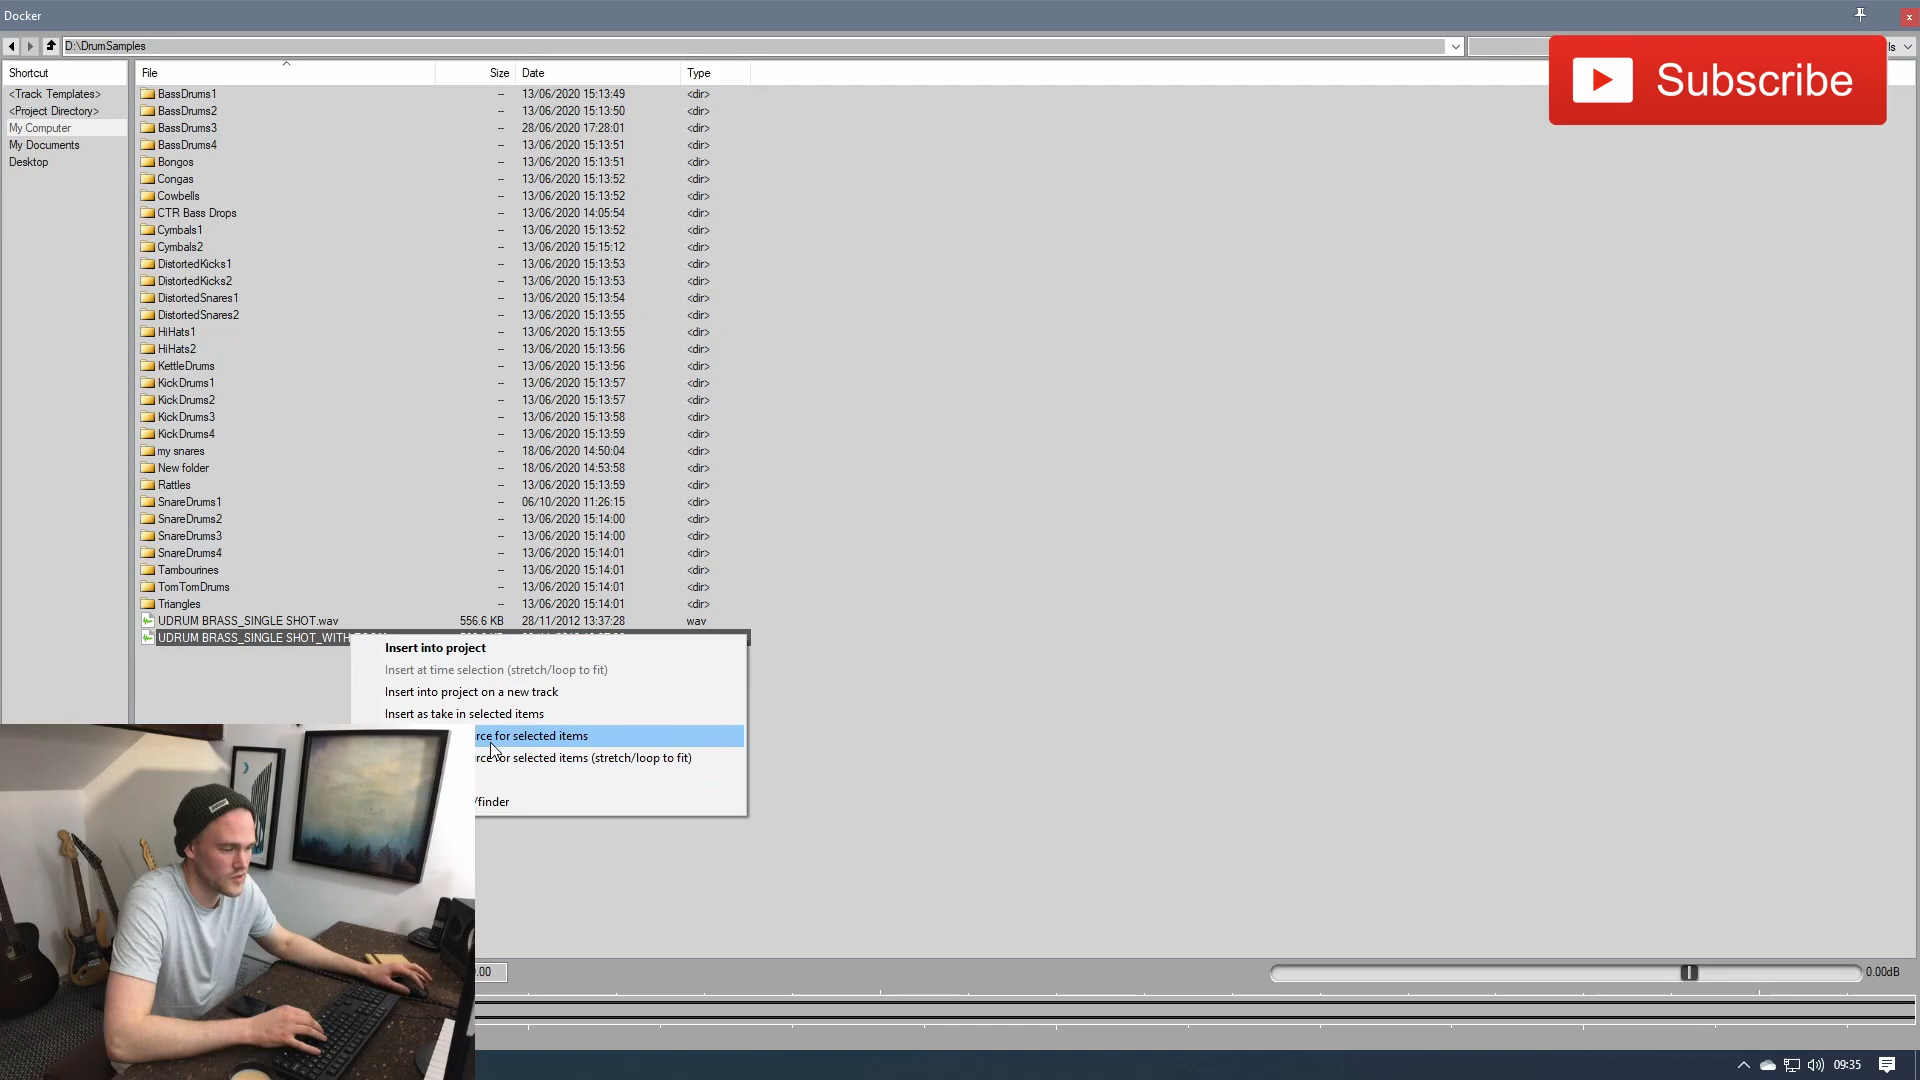 Docker
D:\DrumSamples
ls
Subscribe
Shortcut
File Size Date Type
<Track Templates>
<Project Directory>
My Computer
My Documents
Desktop
BassDrums1 -- 13/06/2020 15:13:49 <dir>
BassDrums2 -- 13/06/2020 15:13:50 <dir>
BassDrums3 -- 28/06/2020 17:28:01 <dir>
BassDrums4 -- 13/06/2020 15:13:51 <dir>
Bongos -- 13/06/2020 15:13:51 <dir>
Congas -- 13/06/2020 15:13:52 <dir>
Cowbells -- 13/06/2020 15:13:52 <dir>
CTR Bass Drops -- 13/06/2020 14:05:54 <dir>
Cymbals1 -- 13/06/2020 15:13:52 <dir>
Cymbals2 -- 13/06/2020 15:15:12 <dir>
DistortedKicks1 -- 13/06/2020 15:13:53 <dir>
DistortedKicks2 -- 13/06/2020 15:13:53 <dir>
DistortedSnares1 -- 13/06/2020 15:13:54 <dir>
DistortedSnares2 -- 13/06/2020 15:13:55 <dir>
HiHats1 -- 13/06/2020 15:13:55 <dir>
HiHats2 -- 13/06/2020 15:13:56 <dir>
KettleDrums -- 13/06/2020 15:13:56 <dir>
KickDrums1 -- 13/06/2020 15:13:57 <dir>
KickDrums2 -- 13/06/2020 15:13:57 <dir>
KickDrums3 -- 13/06/2020 15:13:58 <dir>
KickDrums4 -- 13/06/2020 15:13:59 <dir>
my snares -- 18/06/2020 14:50:04 <dir>
New folder -- 18/06/2020 14:53:58 <dir>
Rattles -- 13/06/2020 15:13:59 <dir>
SnareDrums1 -- 06/10/2020 11:26:15 <dir>
SnareDrums2 -- 13/06/2020 15:14:00 <dir>
SnareDrums3 -- 13/06/2020 15:14:00 <dir>
SnareDrums4 -- 13/06/2020 15:14:01 <dir>
Tambourines -- 13/06/2020 15:14:01 <dir>
TomTomDrums -- 13/06/2020 15:14:01 <dir>
Triangles -- 13/06/2020 15:14:01 <dir>
UDRUM BRASS_SINGLE SHOT.wav 556.6 KB 28/11/2012 13:37:28 wav
UDRUM BRASS_SINGLE SHOT_WITH
Insert into project
Insert at time selection (stretch/loop to fit)
Insert into project on a new track
Insert as take in selected items
rce for selected items
rce for selected items (stretch/loop to fit)
/finder
.00
0.00dB
09:35